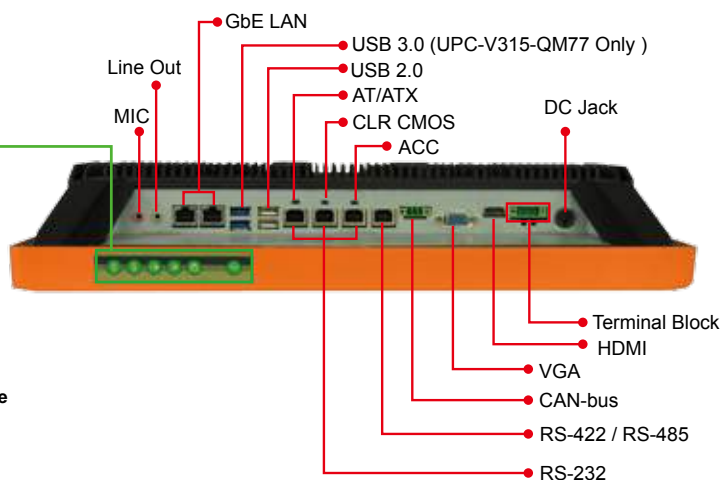 GbE LAN
USB 3.0 (UPC-V315-QM77 Only )
Line Out
USB 2.0
AT/ATX
MIC
DC Jack
CLR CMOS
ACC
Terminal Block
HDMI
VGA
e
CAN-bus
RS-422 / RS-485
RS-232